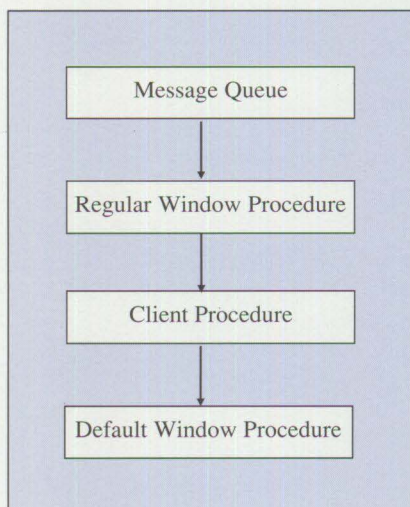 Message Queue
Regular Window Procedure
Client Procedure
Default Window Procedure